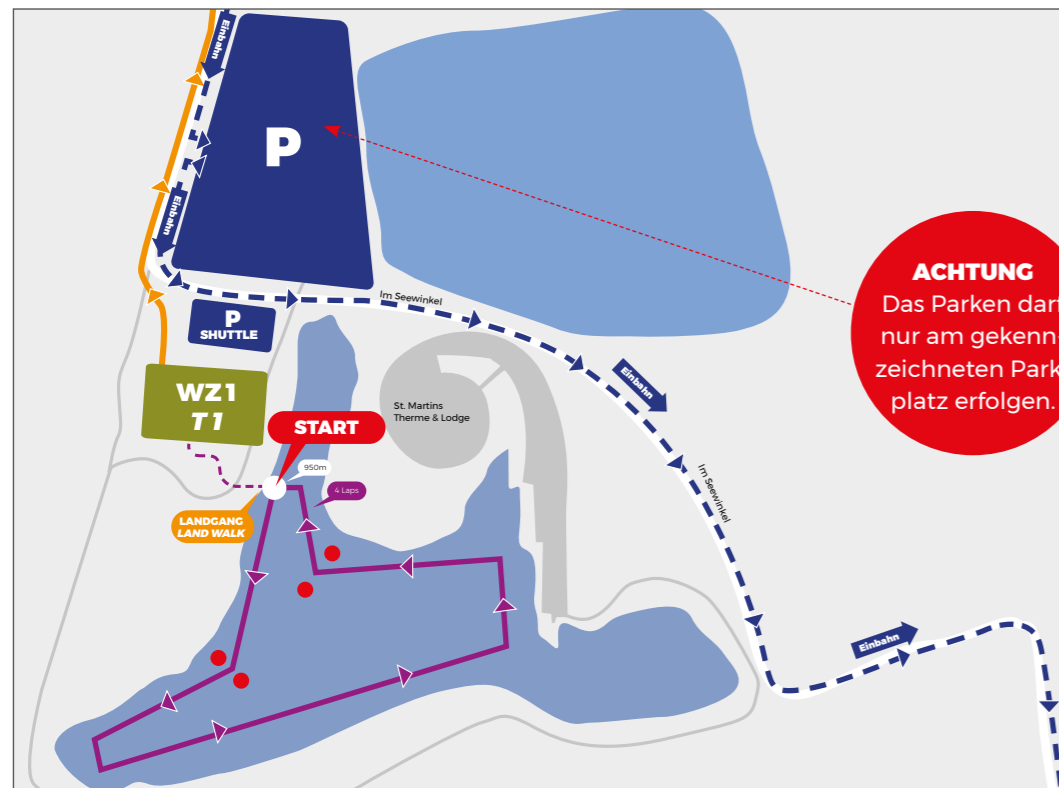 Einbahn
P
Einbahn
ACHTUNG
Das Parken darf
nur am gekenn-
zeichneten Park-
platz erfolgen.
Im Seewinkel
P
SHUTTLE
WZ1
T1
St. Martins
Therme & Lodge
Einbahn
START
950m
4 Laps
Im Seewinkel
LANDGANG
LAND WALK
Einbahn